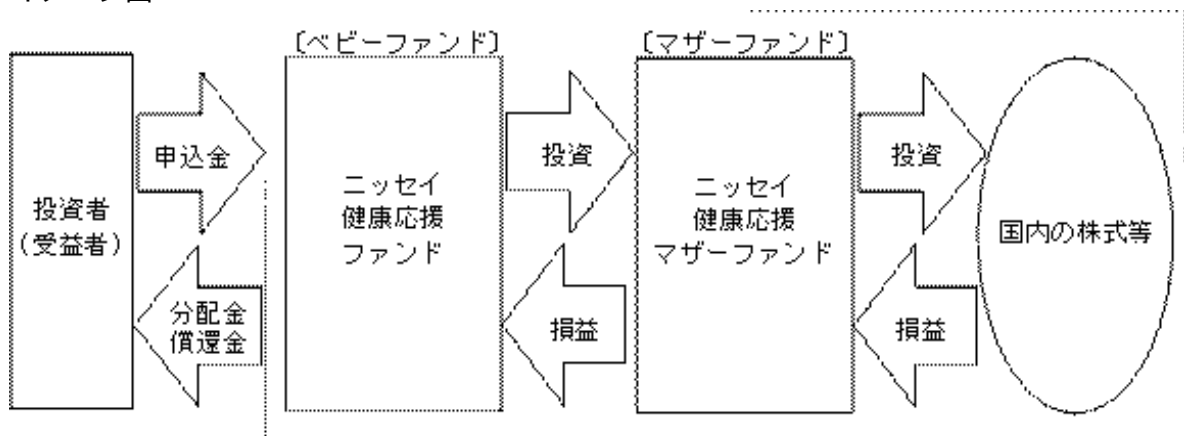 〔ベビーファンド〕
〔マザーファンド〕
投資者
(受益者)
申込金
分配金
償還金
ニッセイ
健康応援
ファンド
投資
損益
ニッセイ
健康応援
マザーファンド
投資
損益
国内の株式等